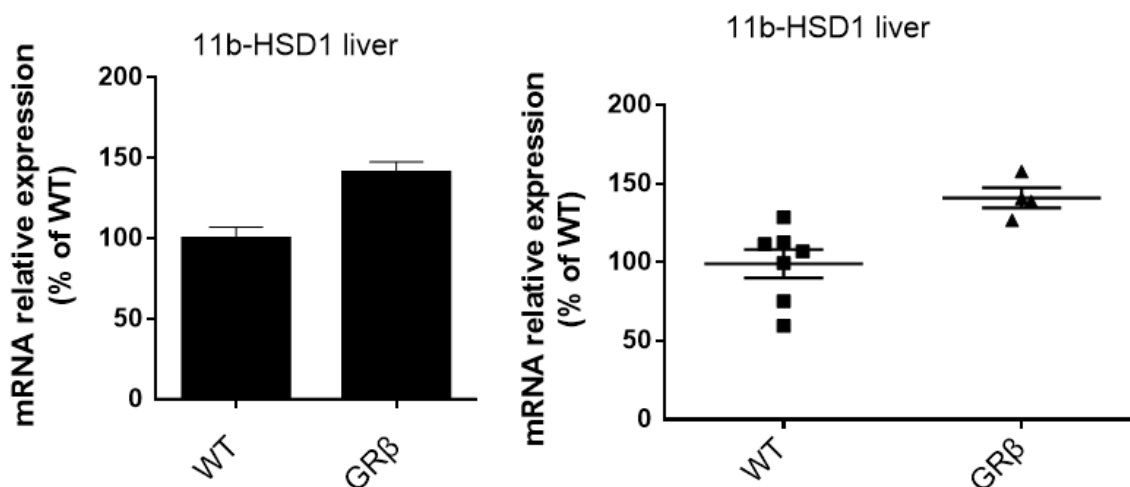 11b-HSD1 liver
mRNA relative expression
(% of WT)
200
150
100
50
0
WT
GRβ
11b-HSD1 liver
mRNA relative expression
(% of WT)
200
150
100
50
0
WT
GRβ